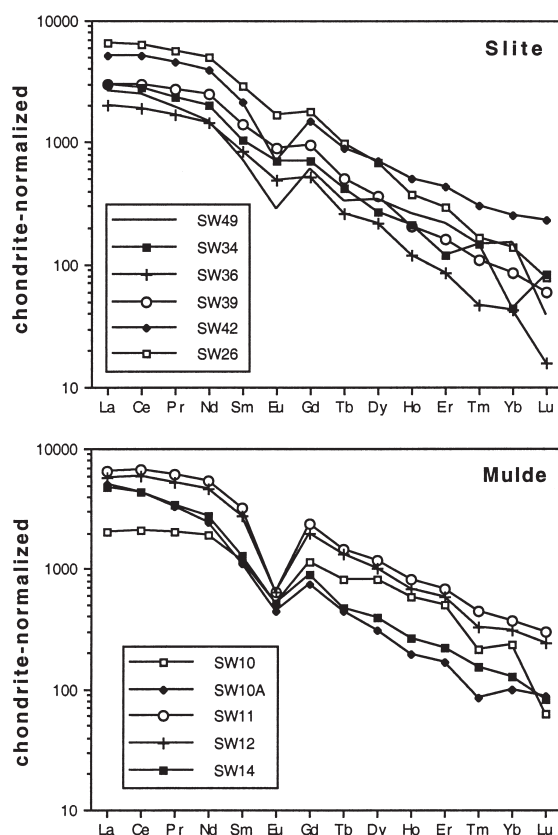 Slite
chondrite-normalized
10000
1000
100
10
SW49
SW34
SW36
SW39
SW42
SW26
La Ce Pr Nd Sm Eu Gd Tb Dy Ho Er Tm Yb Lu
Mulde
chondrite-normalized
10000
1000
100
10
SW10
SW10A
SW11
SW12
SW14
La Ce Pr Nd Sm Eu Gd Tb Dy Ho Er Tm Yb Lu